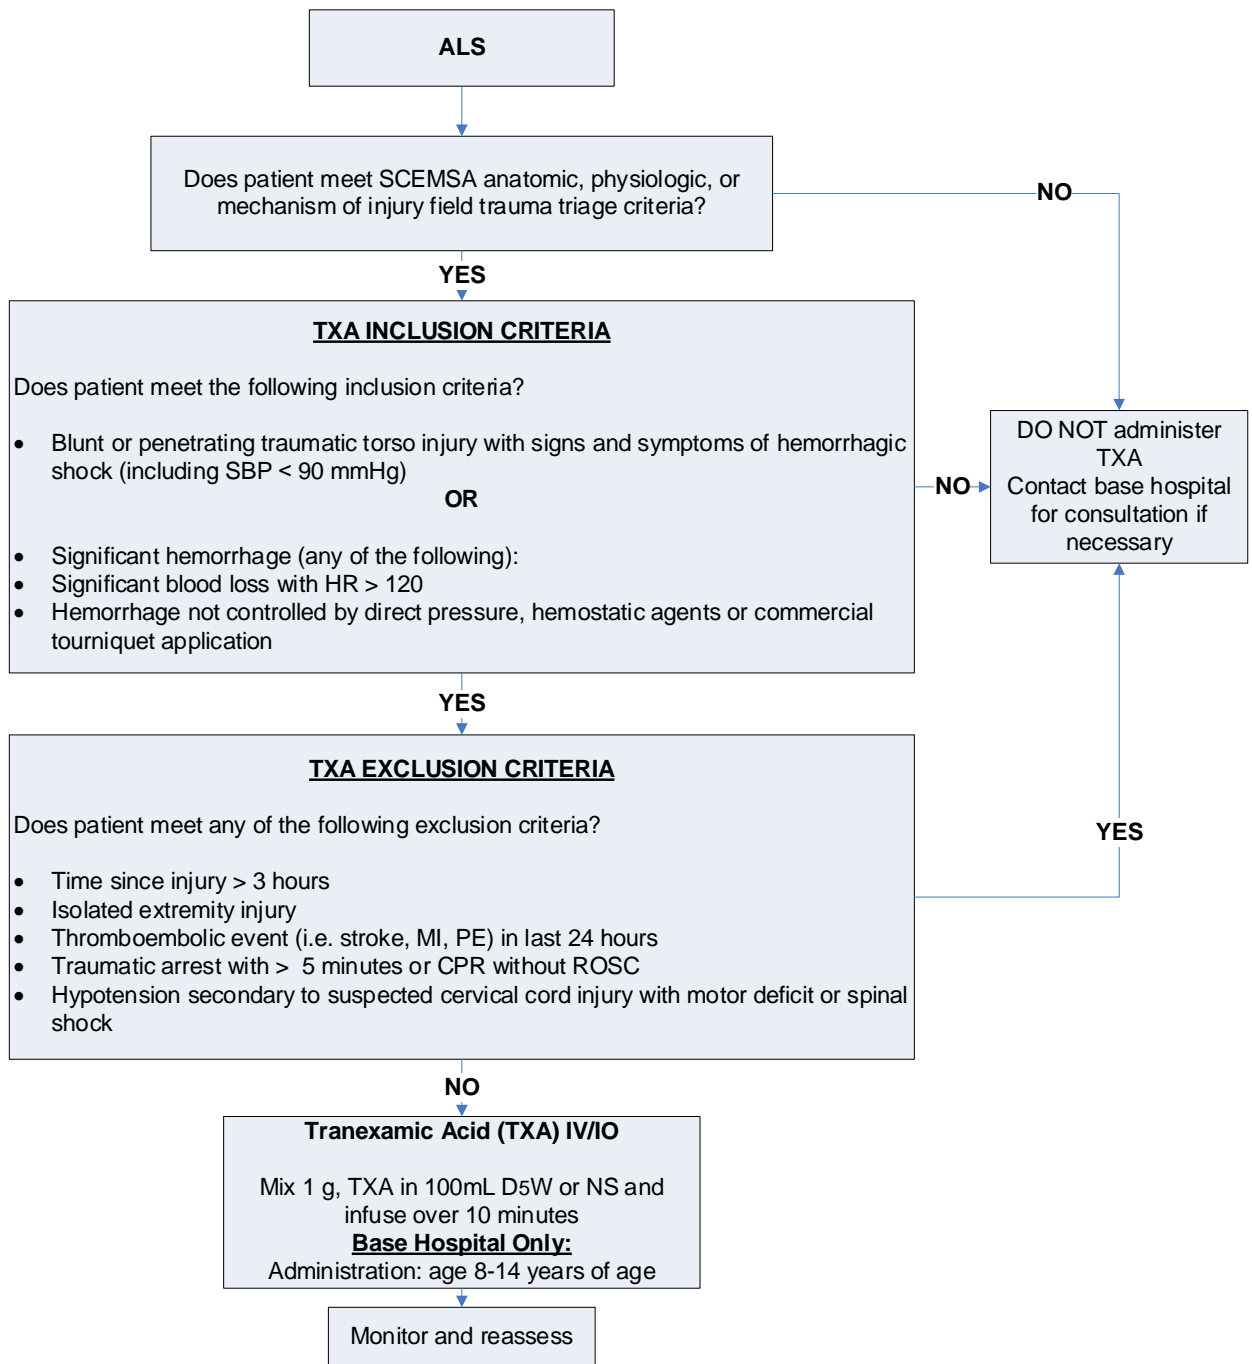 ALS
Does patient meet SCEMSA anatomic, physiologic, or
mechanism of injury field trauma triage criteria?
NO
YES
TXA INCLUSION CRITERIA
Does patient meet the following inclusion criteria?
• Blunt or penetrating traumatic torso injury with signs and symptoms of hemorrhagic
shock (including SBP < 90 mmHg)
OR
• Significant hemorrhage (any of the following):
• Significant blood loss with HR > 120
• Hemorrhage not controlled by direct pressure, hemostatic agents or commercial
tourniquet application
NO
DO NOT administer
TXA
Contact base hospital
for consultation if
necessary
YES
TXA EXCLUSION CRITERIA
Does patient meet any of the following exclusion criteria?
• Time since injury > 3 hours
• Isolated extremity injury
• Thromboembolic event (i.e. stroke, MI, PE) in last 24 hours
• Traumatic arrest with > 5 minutes or CPR without ROSC
• Hypotension secondary to suspected cervical cord injury with motor deficit or spinal
shock
YES
NO
Tranexamic Acid (TXA) IV/IO
Mix 1 g, TXA in 100mL D5W or NS and
infuse over 10 minutes
Base Hospital Only:
Administration: age 8-14 years of age
Monitor and reassess